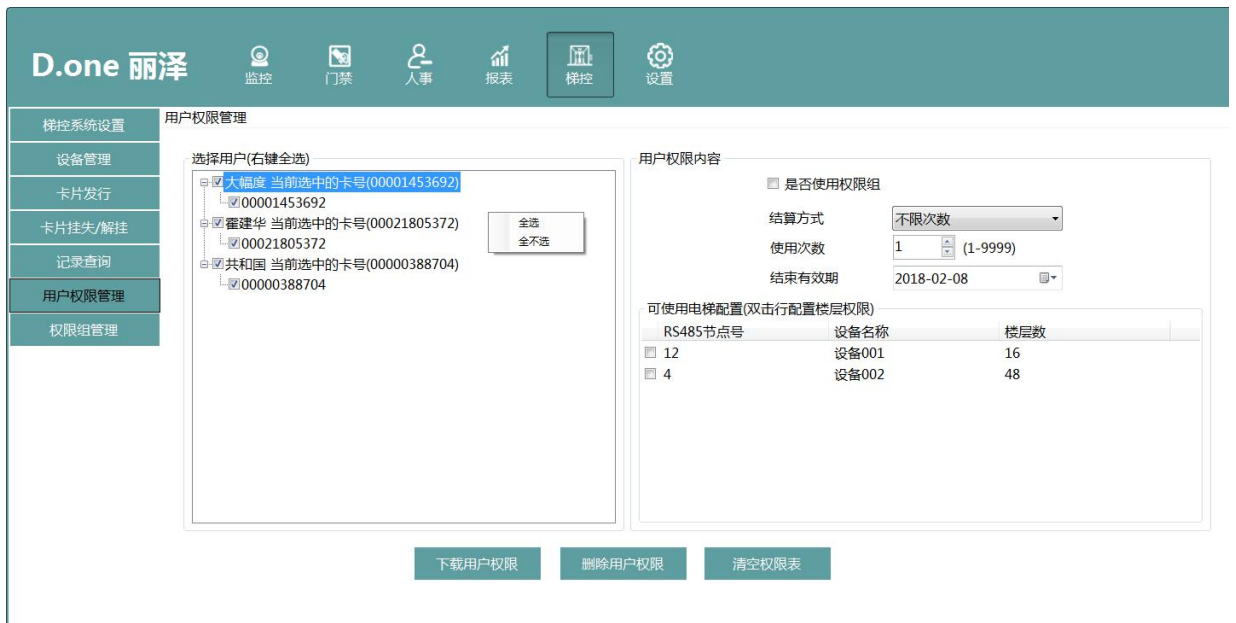 D.one 丽泽
监控
门禁
人事
报表
梯控
设置
梯控系统设置
设备管理
卡片发行
卡片挂失/解挂
记录查询
用户权限管理
权限组管理
用户权限管理
选择用户(右键全选)
大幅度 当前选中的卡号(00001453692)
00001453692
霍建华 当前选中的卡号(00021805372)
00021805372
共和国 当前选中的卡号(00000388704)
00000388704
全选
全不选
用户权限内容
是否使用权限组
结算方式 不限次数
使用次数 1 (1-9999)
结束有效期 2018-02-08
可使用电梯配置(双击行配置楼层权限)
RS485节点号 设备名称 楼层数
12 设备001 16
4 设备002 48
下载用户权限 删除用户权限 清空权限表